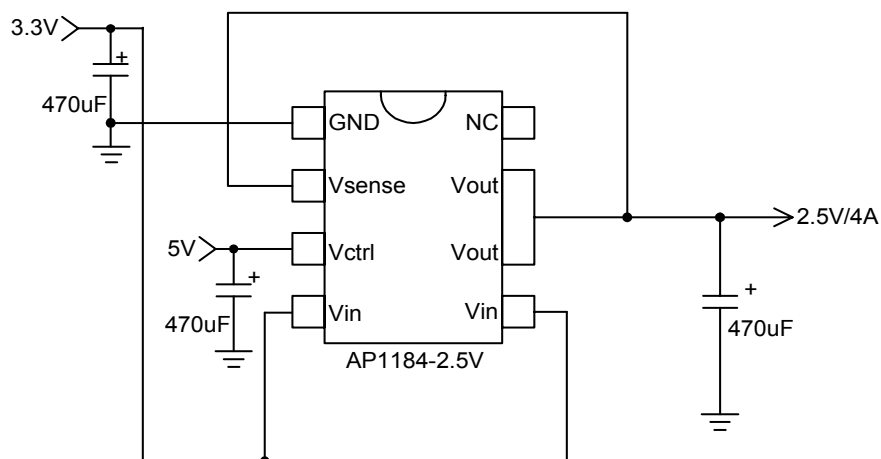 3.3V
+
470uF
GND
NC
Vsense
Vout
5V
Vctrl
Vout
2.5V/4A
+
470uF
Vin
Vin
+
470uF
AP1184-2.5V